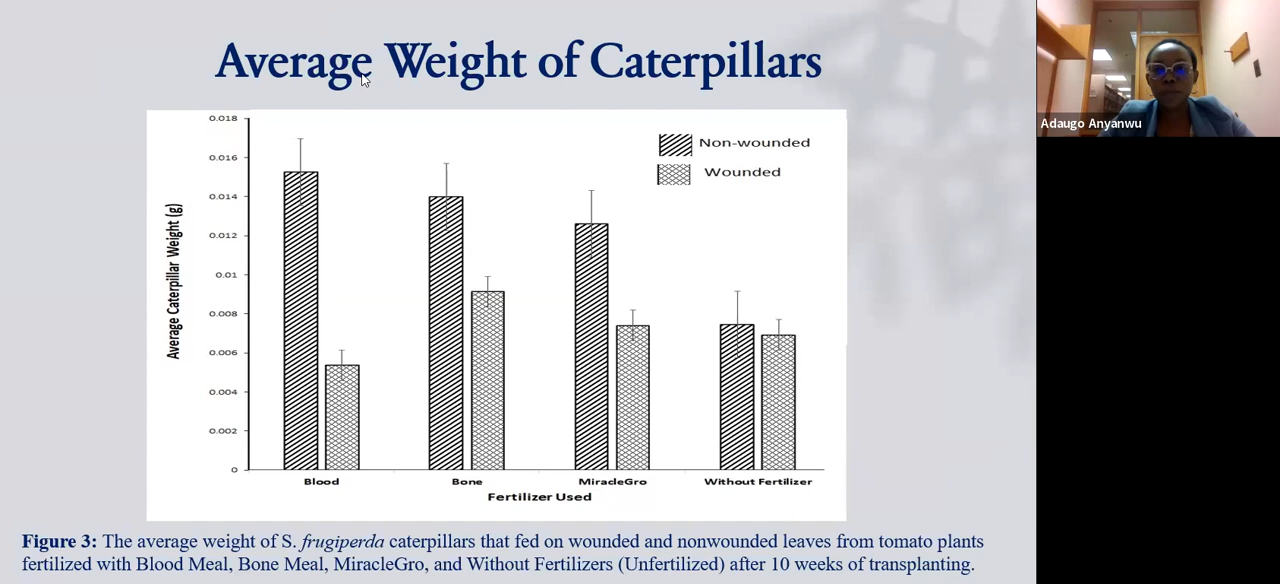 Average Weight of Caterpillars
Adaugo Anyanwu
0.018
0.016
0.014
0.012
0.01
0.008
0.006
0.004
0.002
0
Average Caterpillar Weight (g)
Non-wounded
Wounded
Blood Bone MiracleGro Without Fertilizer
Fertilizer Used
Figure 3: The average weight of S. frugiperda caterpillars that fed on wounded and nonwounded leaves from tomato plants
fertilized with Blood Meal, Bone Meal, MiracleGro, and Without Fertilizers (Unfertilized) after 10 weeks of transplanting.